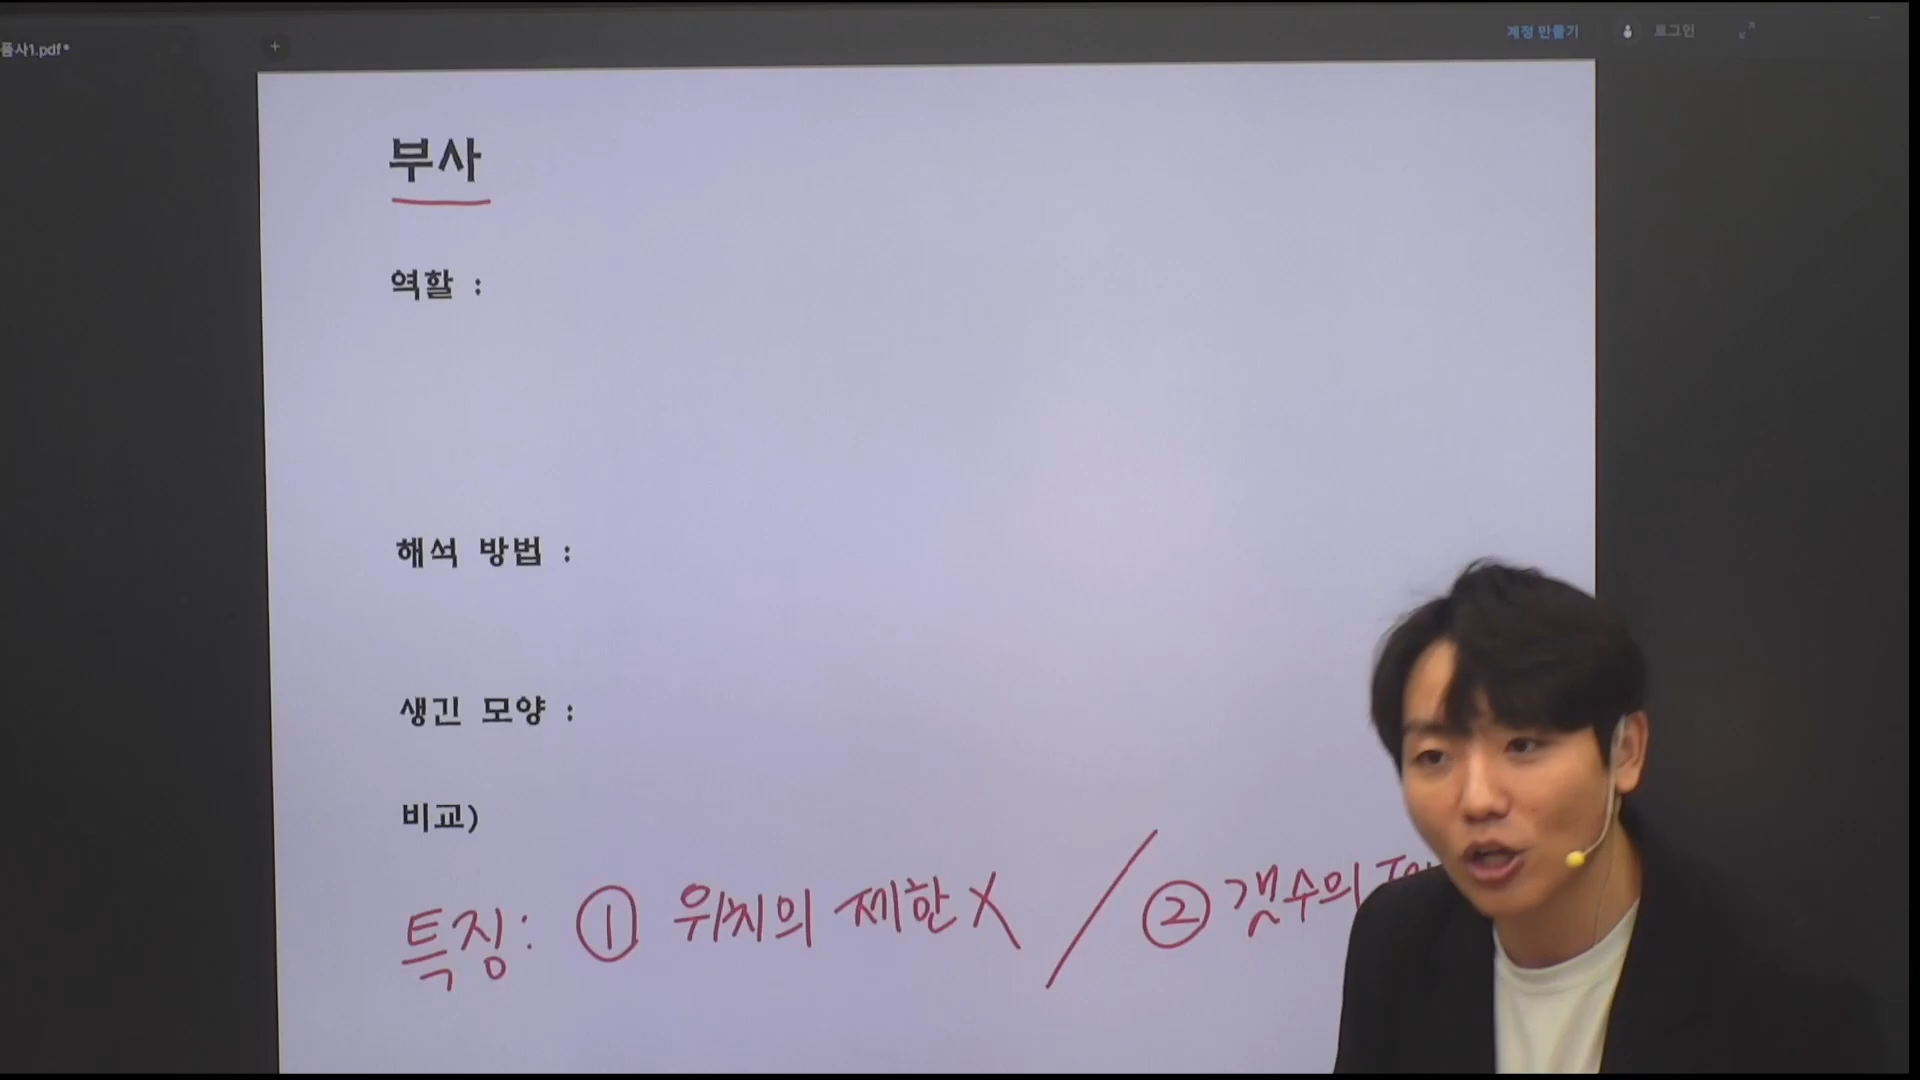 품사1.pdf*
+
계정 만들기
로그인
부사
역할 :
해석 방법 :
생긴 모양 :
비교)
특징: ① 위치의 제한 X / ② 갯수의